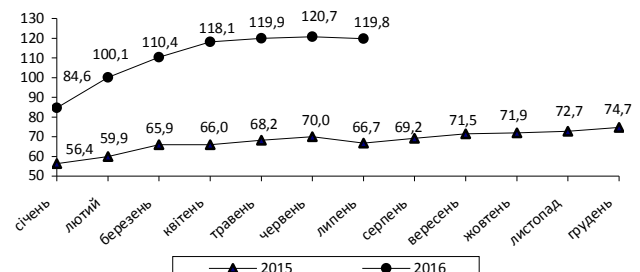 130
120
110
100
90
80
70
60
50
84,6
100,1
110,4
118,1
119,9
120,7
119,8
56,4
59,9
65,9
66,0
68,2
70,0
66,7
69,2
71,5
71,9
72,7
74,7
січень
лютий
березень
квітень
травень
червень
липень
серпень
вересень
жовтень
листопад
грудень
2015
2016